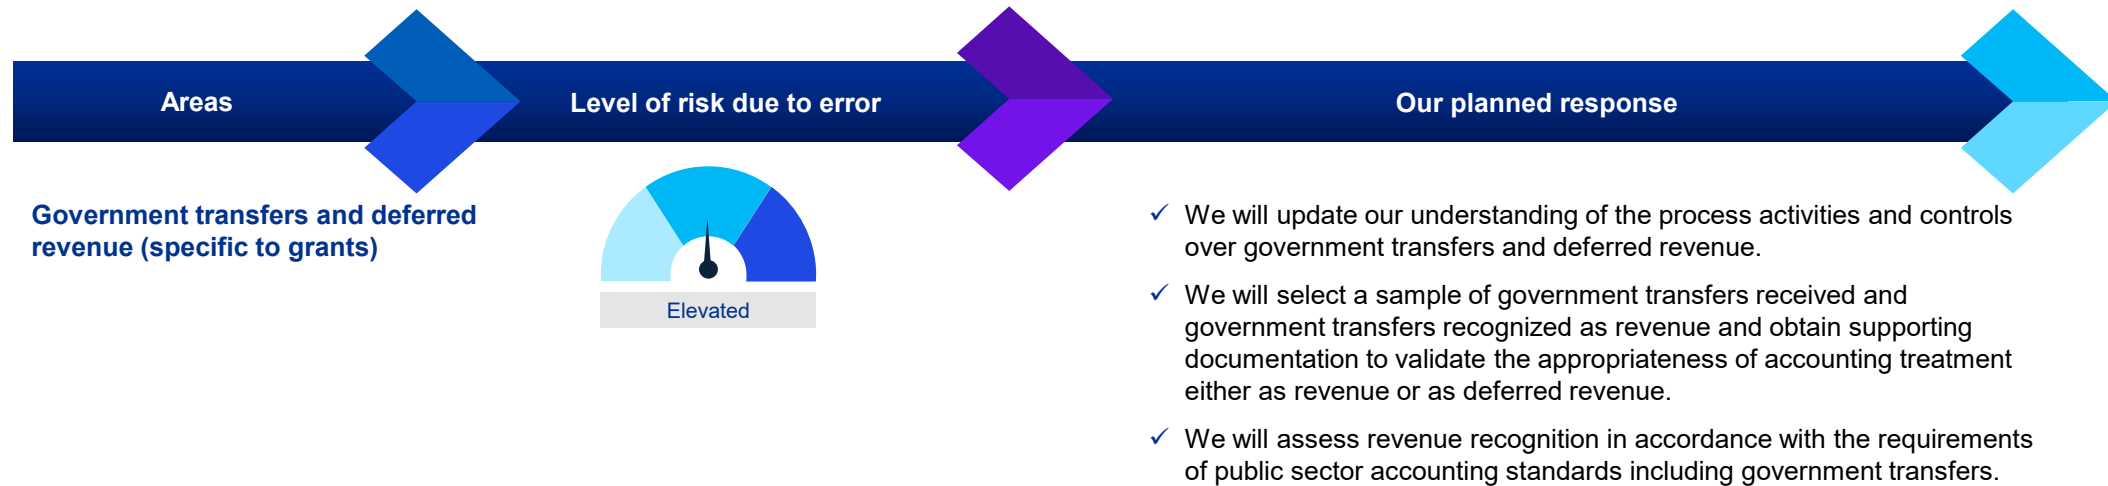 Areas
Level of risk due to error
Our planned response
Government transfers and deferred
revenue (specific to grants)
Elevated
✓ We will update our understanding of the process activities and controls
over government transfers and deferred revenue.
✓ We will select a sample of government transfers received and
government transfers recognized as revenue and obtain supporting
documentation to validate the appropriateness of accounting treatment
either as revenue or as deferred revenue.
✓ We will assess revenue recognition in accordance with the requirements
of public sector accounting standards including government transfers.